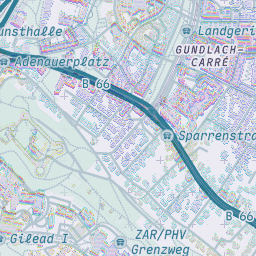 unsthalle
Landgeri
GUNDLACH-
CARRÉ
Adenauerplatz
B 66
Sparrenstra
B 66
ZAR/PHV
Grenzweg
Gilead I